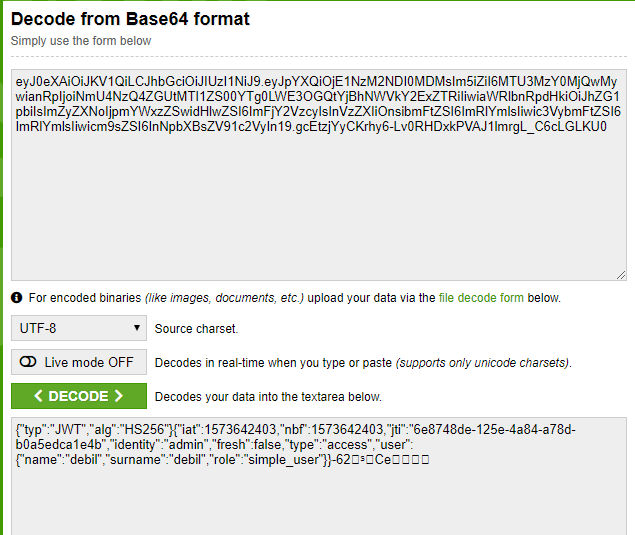 Decode from Base64 format
Simply use the form below
eyJ0eXAiOiJKV1QiLCJhbGciOiJIUzI1NiJ9.eyJpYXQiOjE1NzM2NDI0MDMsIm5iZiI6MTU3MzY0MjQwMy
wianRpIjoiNmU4NzQ4ZGUtMTI1ZS00YTg0LWE3OGQtYjBhNWVkY2ExZTRiIiwiaWRlbnRpdHkiOiJhZG1
pbiIsImZyZXNoIjpmYWxzZSwidHlwZSI6ImFjY2VzcyIsInVzZXIiOnsibmFtZSI6ImRlYmlsIiwic3VybmFtZSI6
ImRlYmlsIiwicm9sZSI6InNpbXBsZV91c2VyIn19.gcEtzjYyCKrhy6-Lv0RHDxkPVAJ1lmrgL_C6cLGLKU0
For encoded binaries (like images, documents, etc.) upload your data via the file decode form below.
UTF-8 Source charset.
Live mode OFF Decodes in real-time when you type or paste (supports only unicode charsets).
DECODE Decodes your data into the textarea below.
{"typ":"JWT","alg":"HS256"}{"iat":1573642403,"nbf":1573642403,"jti":"6e8748de-125e-4a84-a78d-
b0a5edca1e4b","identity":"admin","fresh":false,"type":"access","user":
{"name":"debil","surname":"debil","role":"simple_user"}}-62